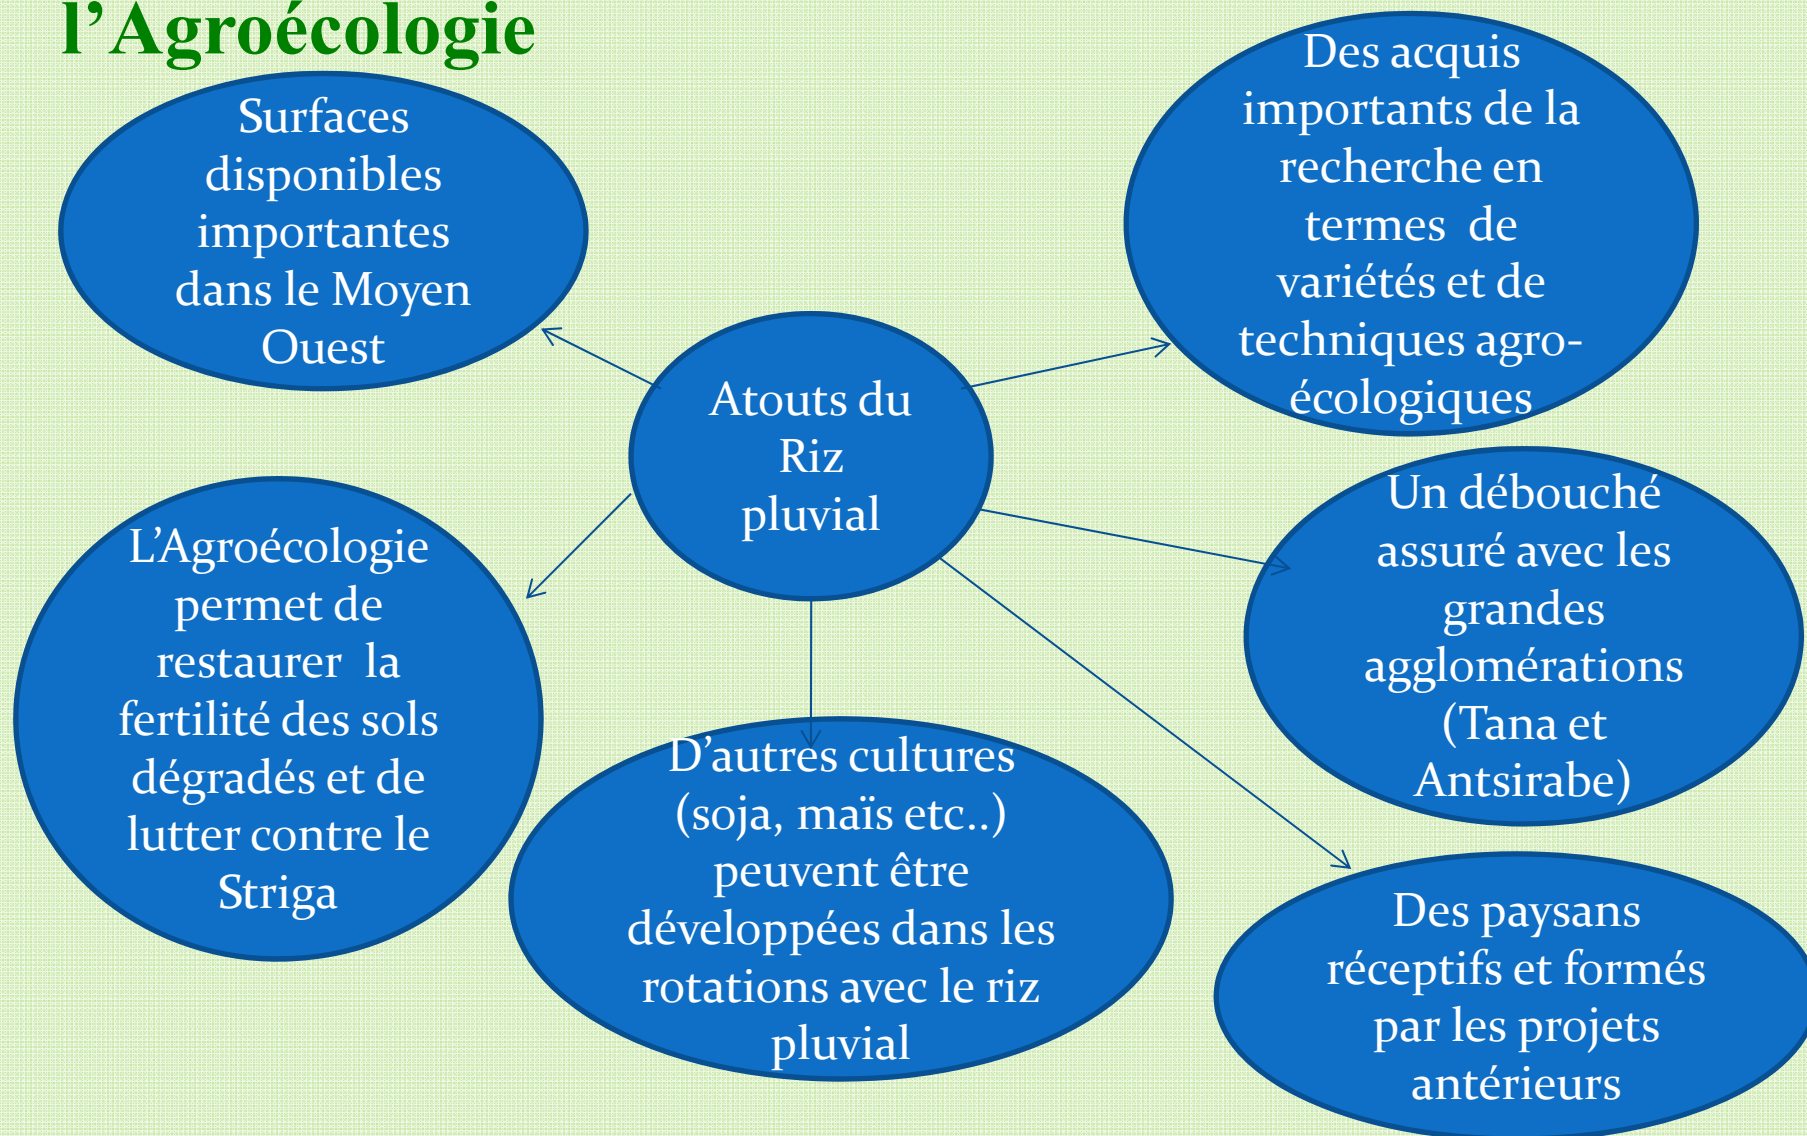 l’Agroécologie
Surfaces
disponibles
importantes
dans le Moyen
Ouest
Des acquis
importants de la
recherche en
termes  de
variétés et de
techniques agro-
écologiques
Atouts du
Riz
pluvial
Un débouché
assuré avec les
grandes
agglomérations
(Tana et
Antsirabe)
L’Agroécologie
permet de
restaurer  la
fertilité des sols
dégradés et de
lutter contre le
Striga
D’autres cultures
(soja, maïs etc..)
peuvent être
développées dans les
rotations avec le riz
pluvial
Des paysans
réceptifs et formés
par les projets
antérieurs